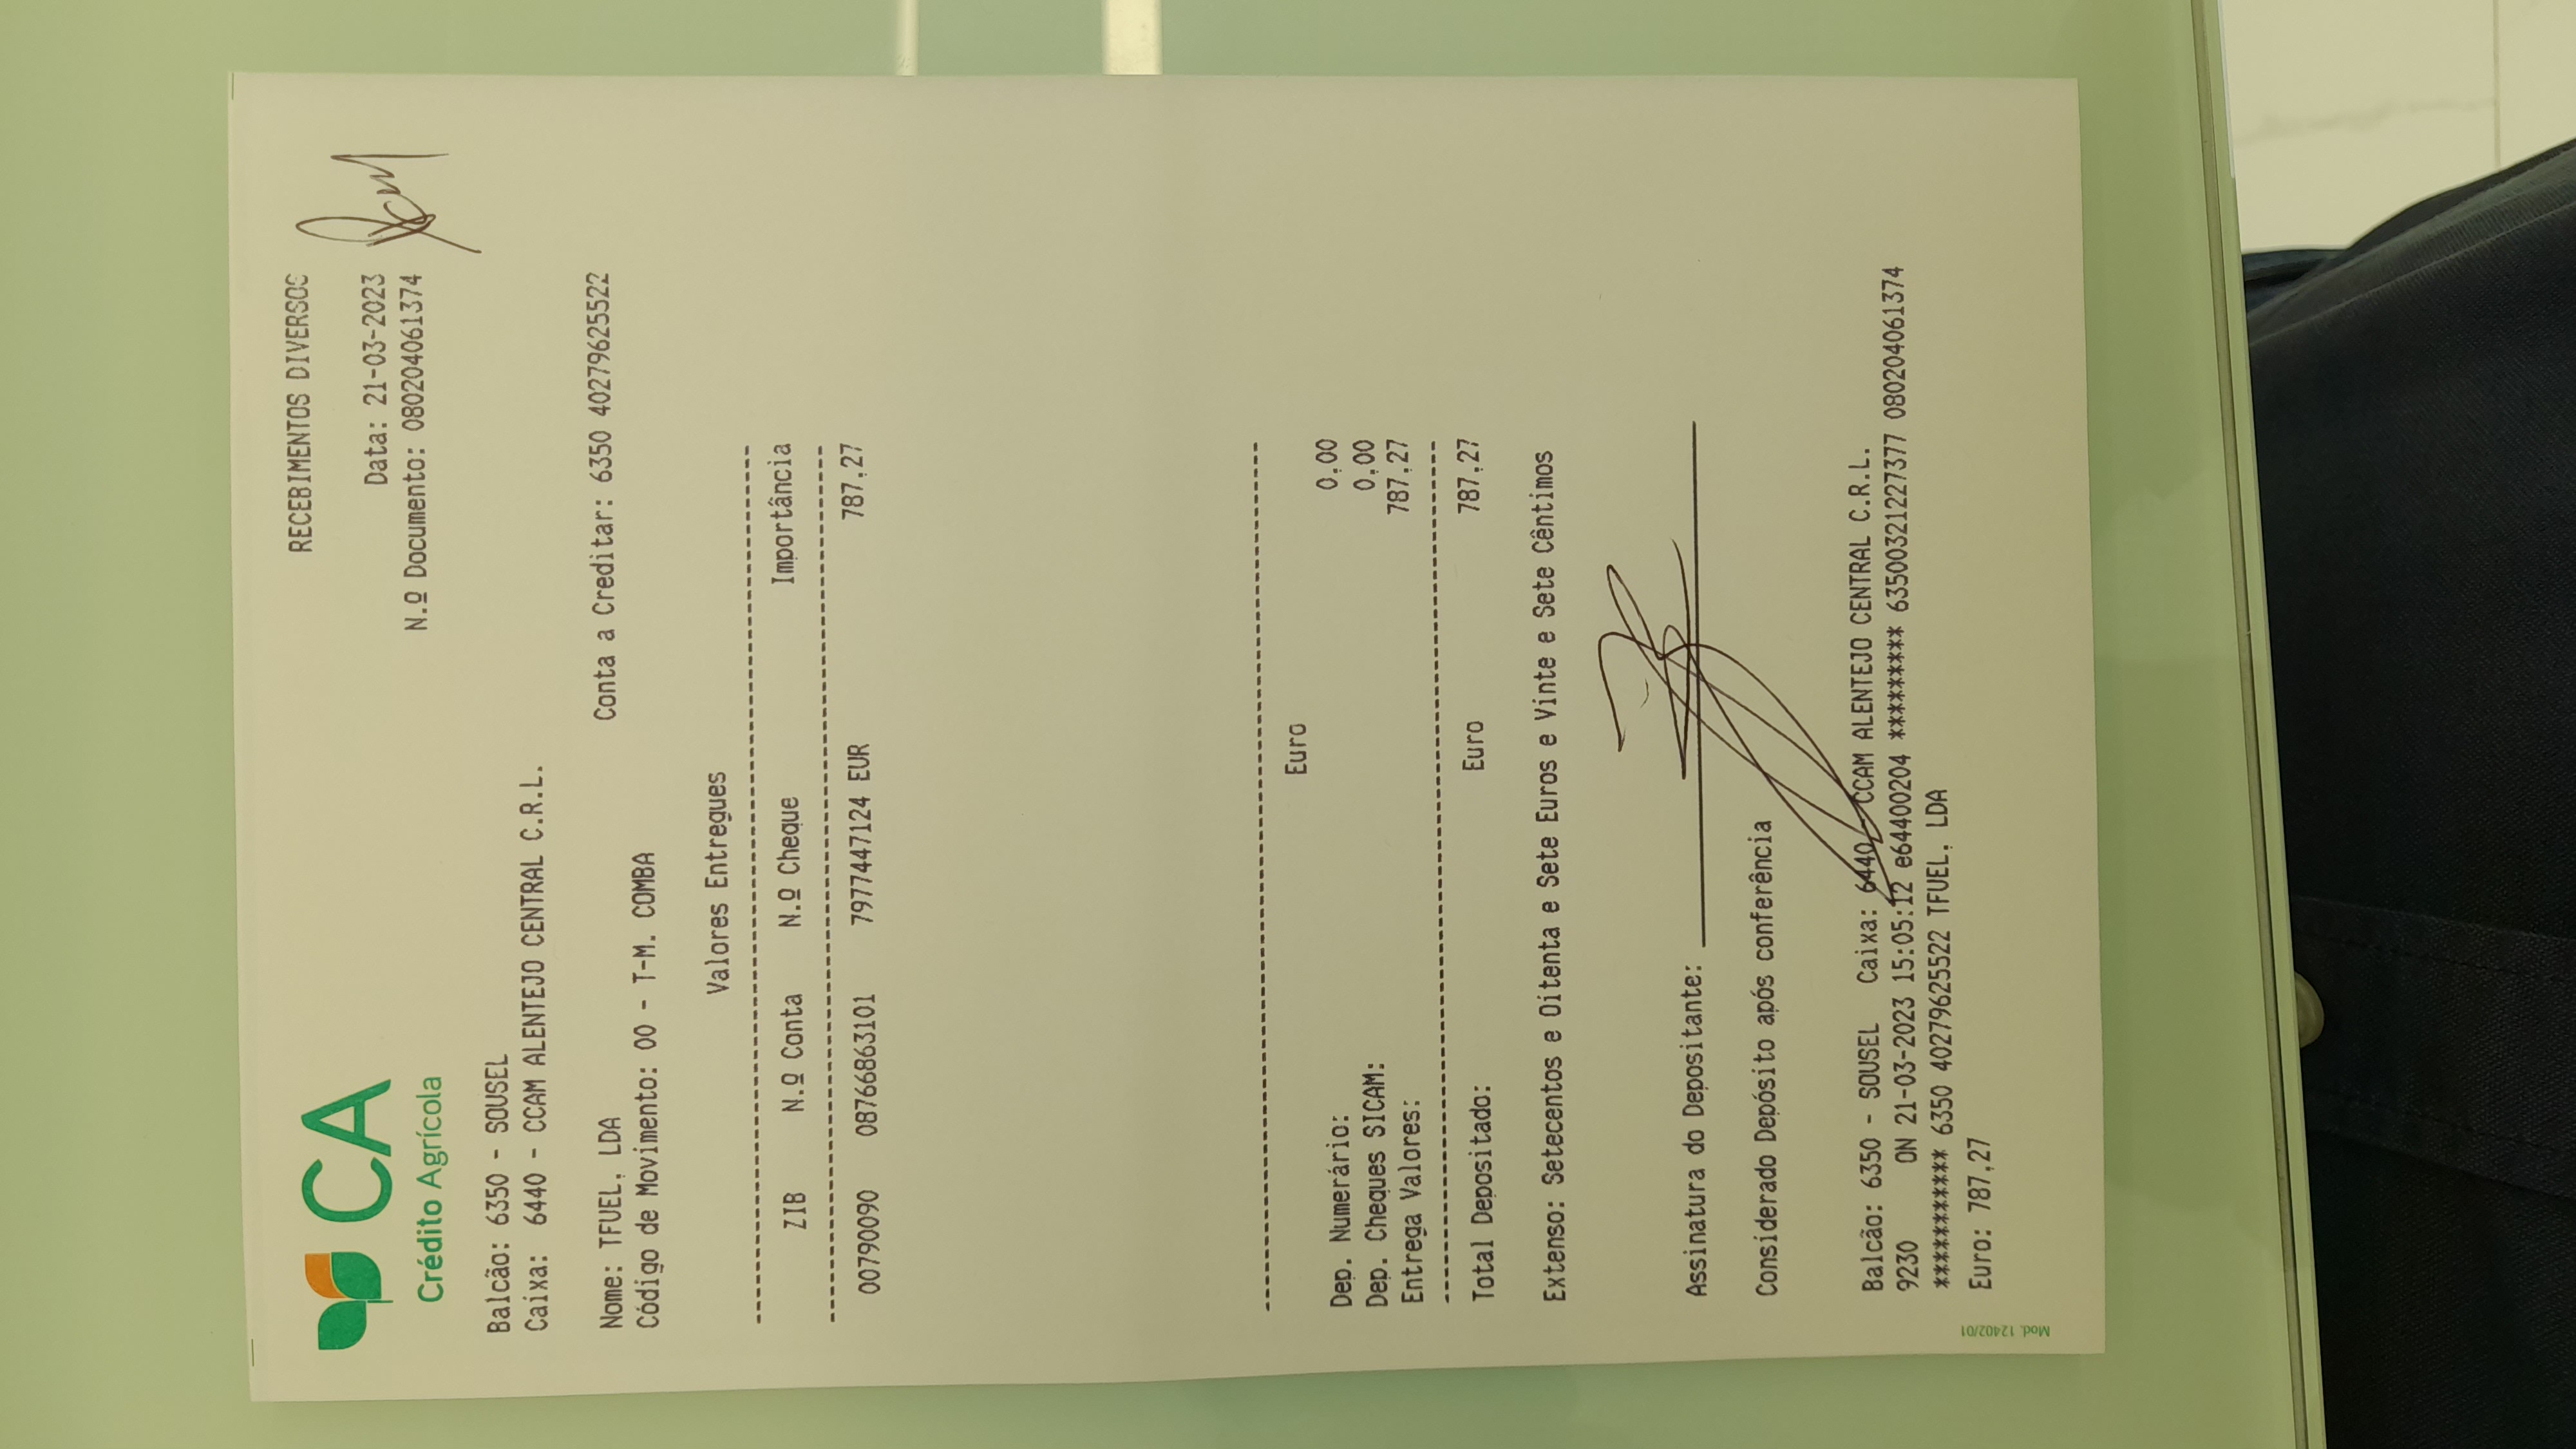 CA
Crédito Agrícola
RECEBIMENTOS DIVERSOS
Data: 21-03-2023
N.º Documento: 08020406​1374
Balcão: 6350 - SOUSEL
Caixa: 6440 - CCAM ALENTEJO CENTRAL C.R.L.
Conta a Creditar: 6350 40279625522
Nome: TFUEL, LDA
Código de Movimento: 00 - T-M. COMBA
Valores Entregues
ZIB N.º Conta N.º Cheque Importância
00790090 08766863101 7977447124 EUR 787,27
Euro
Dep. Numerário: 0,00
Dep. Cheques SICAM: 0,00
Entrega Valores: 787,27
Total Depositado: Euro 787,27
Extenso: Setecentos e Oitenta e Sete Euros e Vinte e Sete Cêntimos
Assinatura do Depositante:
Considerado Depósito após conferência
Balcão: 6350 - SOUSEL Caixa: 6440 - CCAM ALENTEJO CENTRAL C.R.L.
9230 ON 21-03-2023 15:05:12 e64400204 ******** 6350032122​7377 080204061374
*********** 6350 40279625522 TFUEL, LDA
Euro: 787,27
Mod. 12402/01